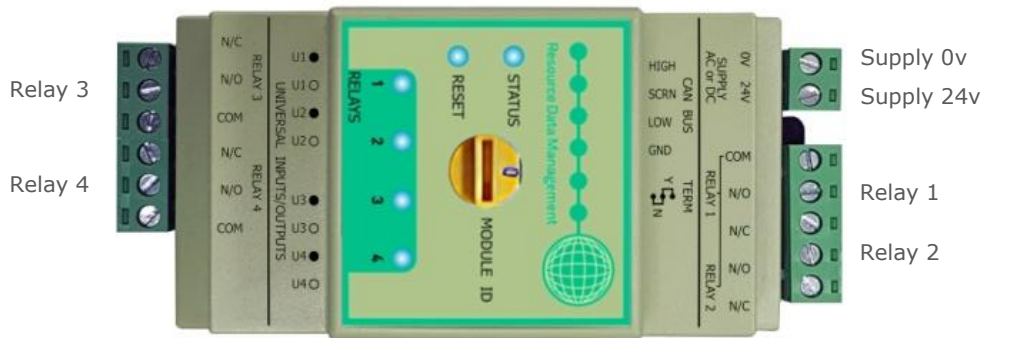 Relay 3
Relay 4
N/C
N/O
COM
N/C
N/O
COM
RELAY 3
RELAY 4
UNIVERSAL INPUTS/OUTPUTS
U1
U1
U2
U2
U3
U3
U4
U4
RELAYS
1
2
3
4
RESET
STATUS
0
MODULE ID
Resource Data Management
HIGH
SCRN
LOW
GND
CAN BUS
TERM
Y
N
SUPPLY
AC or DC
0V 24V
COM
N/O
N/C
N/O
N/C
RELAY 1
RELAY 2
Supply 0v
Supply 24v
Relay 1
Relay 2